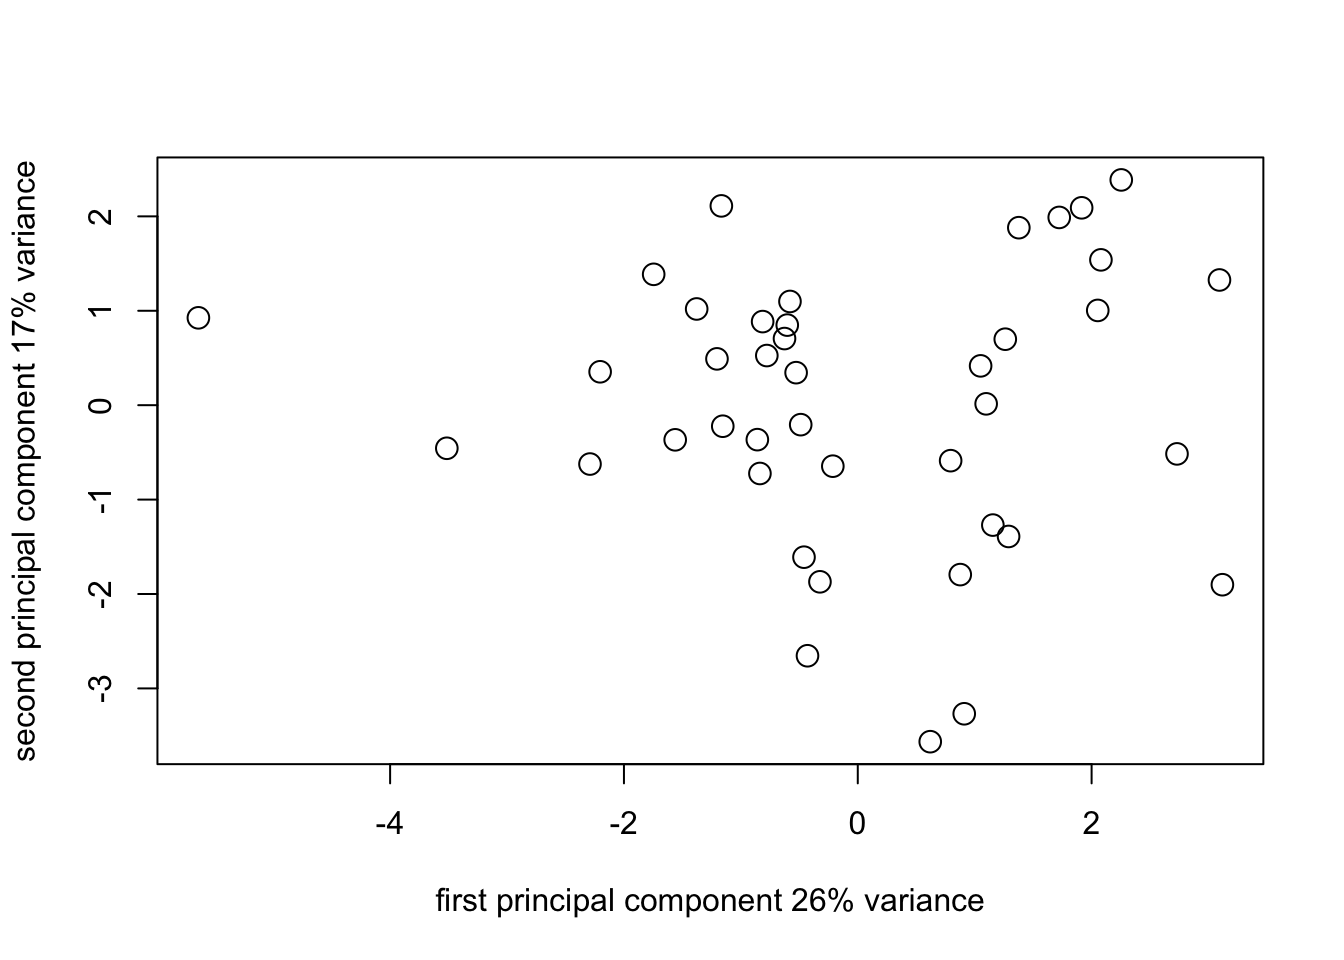 second principal component 17% variance
2
1
0
-1
-2
-3
-4 -2 0 2
first principal component 26% variance